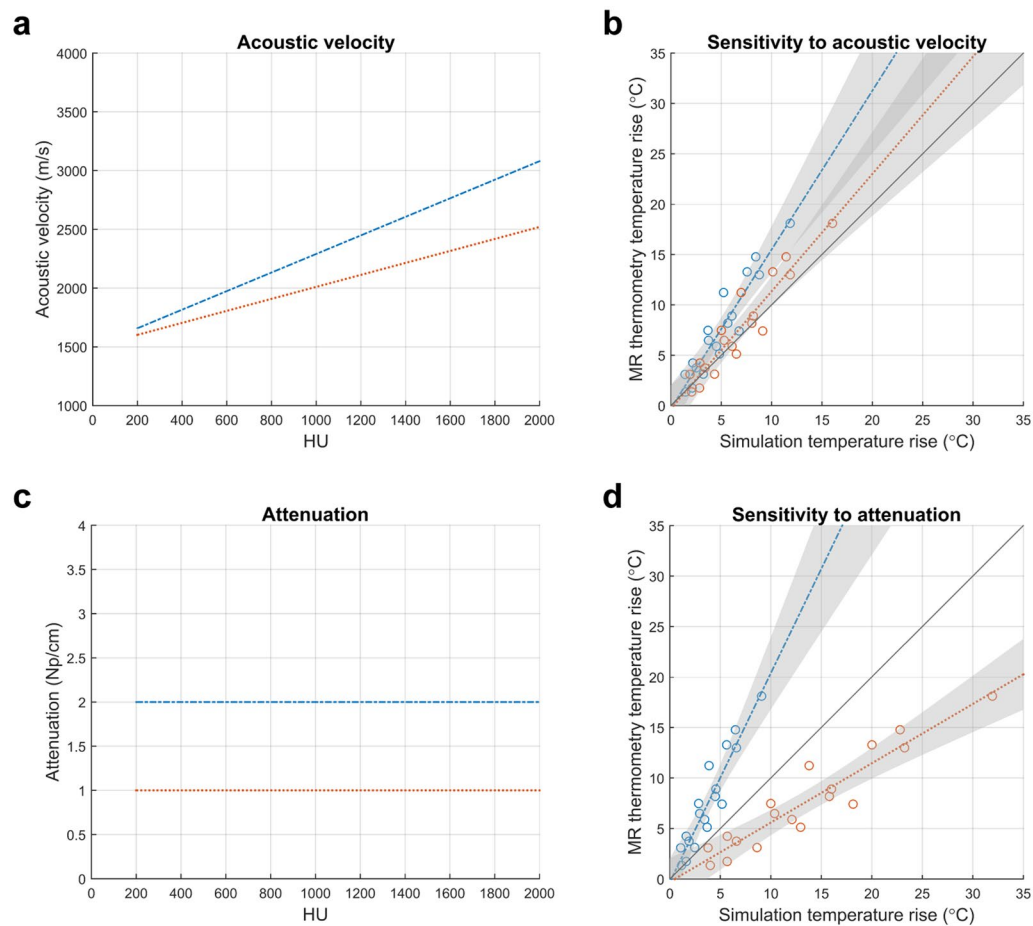 a
Acoustic velocity
4000
3500
3000
2500
2000
1500
1000
Acoustic velocity (m/s)
0 200 400 600 800 1000 1200 1400 1600 1800 2000
HU
b
Sensitivity to acoustic velocity
35
30
25
20
15
10
5
0
MR thermometry temperature rise (°C)
0 5 10 15 20 25 30 35
Simulation temperature rise (°C)
c
Attenuation
4
3.5
3
2.5
2
1.5
1
0.5
0
Attenuation (Np/cm)
0 200 400 600 800 1000 1200 1400 1600 1800 2000
HU
d
Sensitivity to attenuation
35
30
25
20
15
10
5
0
MR thermometry temperature rise (°C)
0 5 10 15 20 25 30 35
Simulation temperature rise (°C)